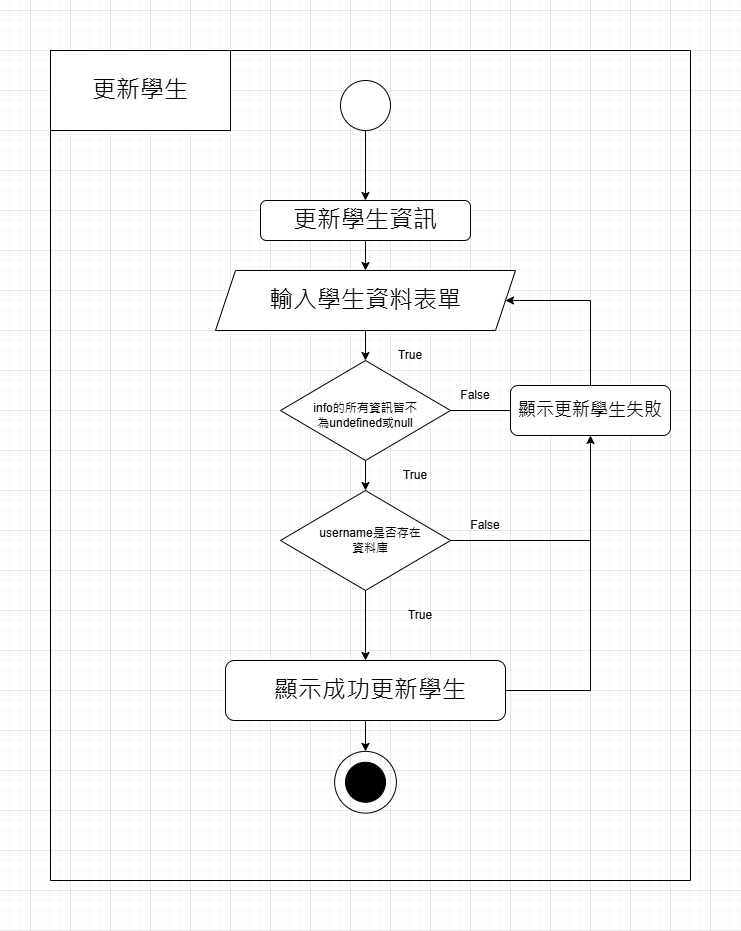 更新學生
更新學生資訊
輸入學生資料表單
True
False
info的所有資訊皆不
為undefined或null
顯示更新學生失敗
True
False
username是否存在
資料庫
True
顯示成功更新學生